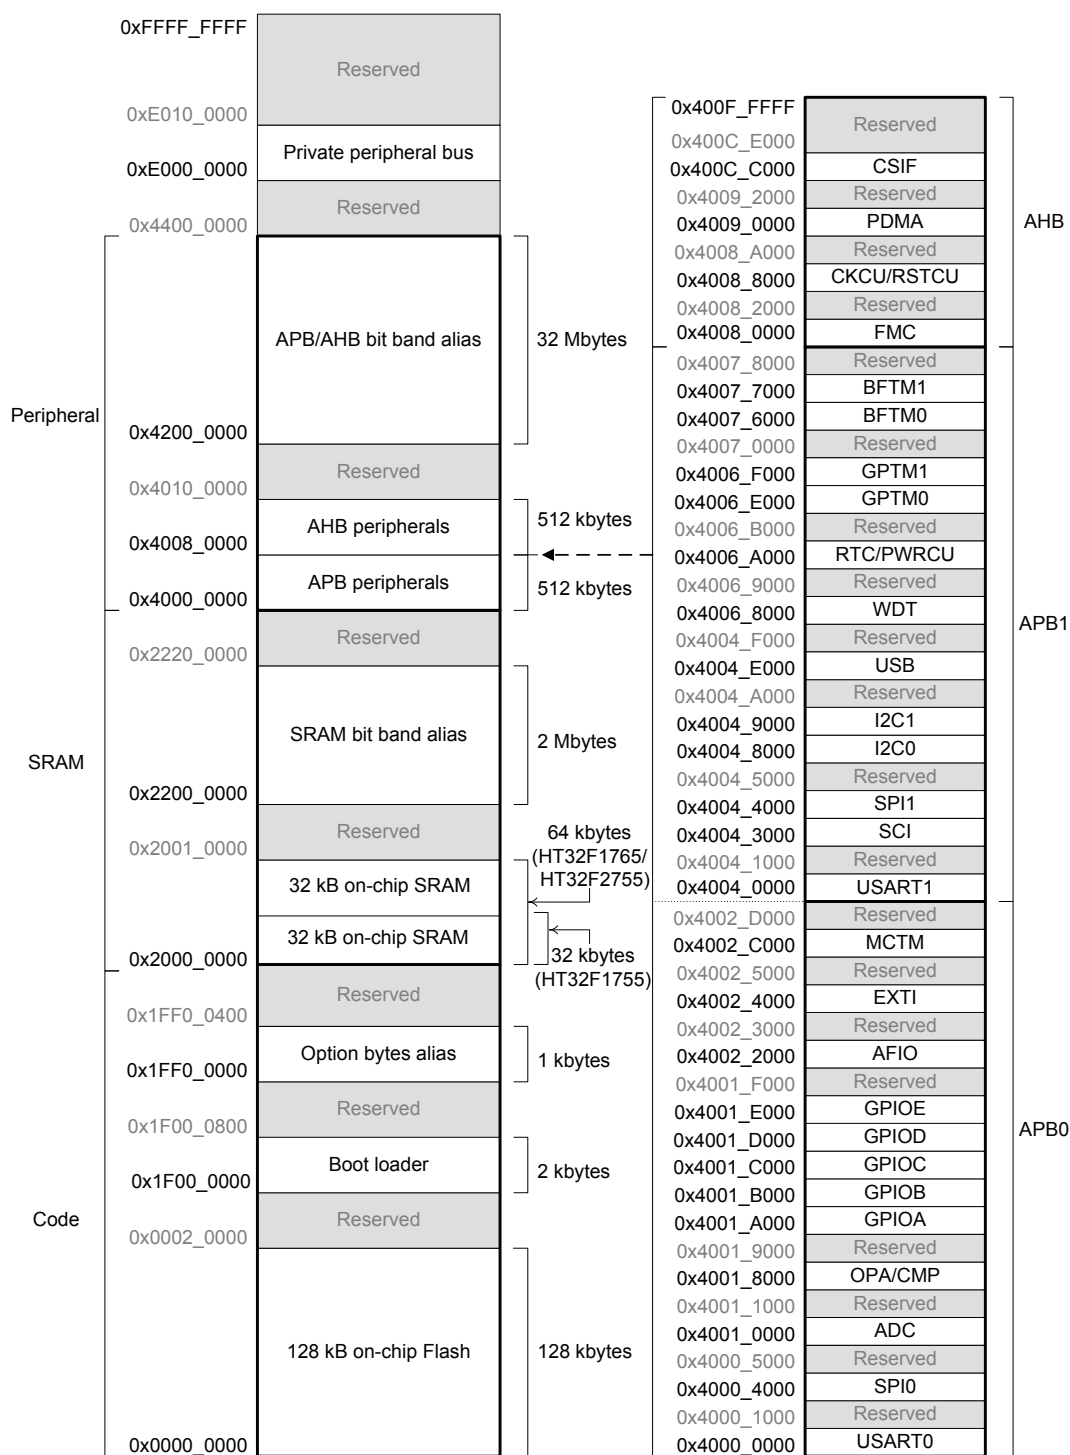 0xFFFF_FFFF
Reserved
0xE010_0000
Private peripheral bus
0xE000_0000
Reserved
0x4400_0000
APB/AHB bit band alias
32 Mbytes
Peripheral
0x4200_0000
Reserved
0x4010_0000
AHB peripherals
512 kbytes
0x4008_0000
APB peripherals
512 kbytes
0x4000_0000
Reserved
0x2220_0000
SRAM bit band alias
2 Mbytes
SRAM
0x2200_0000
Reserved
0x2001_0000
64 kbytes
(HT32F1765/
HT32F2755)
32 kB on-chip SRAM
32 kB on-chip SRAM
0x2000_0000
32 kbytes
(HT32F1755)
Reserved
0x1FF0_0400
Option bytes alias
1 kbytes
0x1FF0_0000
Reserved
0x1F00_0800
Boot loader
2 kbytes
0x1F00_0000
Code
Reserved
0x0002_0000
128 kB on-chip Flash
128 kbytes
0x0000_0000
0x400F_FFFF
Reserved
0x400C_E000
0x400C_C000 CSIF
0x4009_2000 Reserved
0x4009_0000 PDMA
AHB
0x4008_A000 Reserved
0x4008_8000 CKCU/RSTCU
0x4008_2000 Reserved
0x4008_0000 FMC
0x4007_8000 Reserved
0x4007_7000 BFTM1
0x4007_6000 BFTM0
0x4007_0000 Reserved
0x4006_F000 GPTM1
0x4006_E000 GPTM0
0x4006_B000 Reserved
0x4006_A000 RTC/PWRCU
0x4006_9000 Reserved
0x4006_8000 WDT
APB1
0x4004_F000 Reserved
0x4004_E000 USB
0x4004_A000 Reserved
0x4004_9000 I2C1
0x4004_8000 I2C0
0x4004_5000 Reserved
0x4004_4000 SPI1
0x4004_3000 SCI
0x4004_1000 Reserved
0x4004_0000 USART1
0x4002_D000 Reserved
0x4002_C000 MCTM
0x4002_5000 Reserved
0x4002_4000 EXTI
0x4002_3000 Reserved
0x4002_2000 AFIO
0x4001_F000 Reserved
0x4001_E000 GPIOE
APB0
0x4001_D000 GPIOD
0x4001_C000 GPIOC
0x4001_B000 GPIOB
0x4001_A000 GPIOA
0x4001_9000 Reserved
0x4001_8000 OPA/CMP
0x4001_1000 Reserved
0x4001_0000 ADC
0x4000_5000 Reserved
0x4000_4000 SPI0
0x4000_1000 Reserved
0x4000_0000 USART0